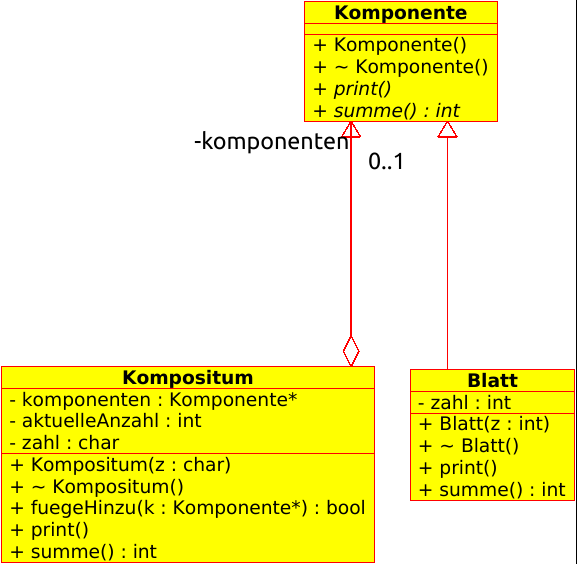 Komponente
+ Komponente()
+ ~ Komponente()
+ print()
+ summe() : int
-komponenten
0..1
Kompositum
- komponenten : Komponente*
- aktuelleAnzahl : int
- zahl : char
+ Kompositum(z : char)
+ ~ Kompositum()
+ fuegeHinzu(k : Komponente*) : bool
+ print()
+ summe() : int
Blatt
- zahl : int
+ Blatt(z : int)
+ ~ Blatt()
+ print()
+ summe() : int